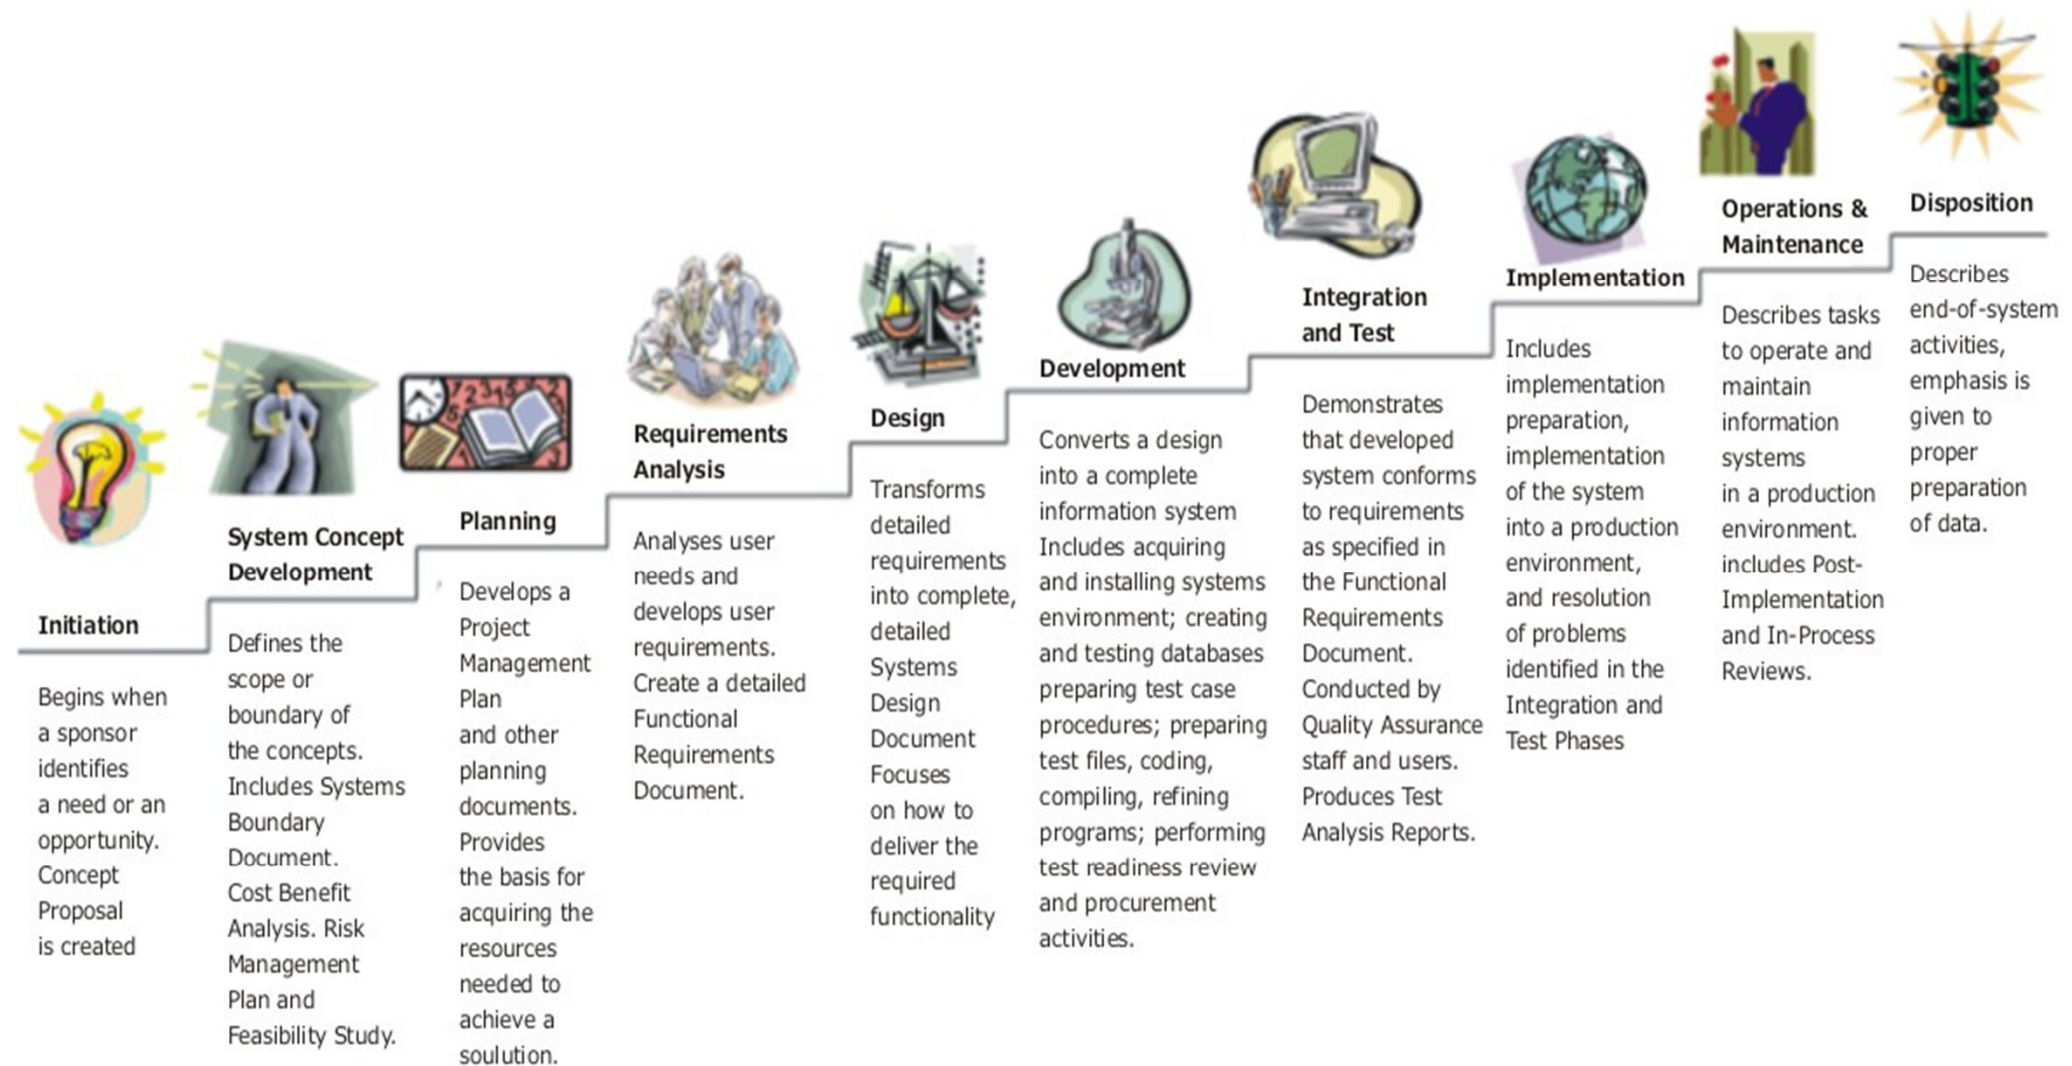 Initiation
Begins when
a sponsor
identifies
a need or an
opportunity.
Concept
Proposal
is created
System Concept
Development
Defines the
scope or
boundary of
the concepts.
Includes Systems
Boundary
Document.
Cost Benefit
Analysis. Risk
Management
Plan and
Feasibility Study.
Planning
Develops a
Project
Management
Plan
and other
planning
documents.
Provides
the basis for
acquiring the
resources
needed to
achieve a
soulution.
Requirements
Analysis
Analyses user
needs and
develops user
requirements.
Create a detailed
Functional
Requirements
Document.
Design
Transforms
detailed
requirements
into complete,
detailed
Systems
Design
Document
Focuses
on how to
deliver the
required
functionality
Development
Converts a design
into a complete
information system
Includes acquiring
and installing systems
environment; creating
and testing databases
preparing test case
procedures; preparing
test files, coding,
compiling, refining
programs; performing
test readiness review
and procurement
activities.
Integration
and Test
Demonstrates
that developed
system conforms
to requirements
as specified in
the Functional
Requirements
Document.
Conducted by
Quality Assurance
staff and users.
Produces Test
Analysis Reports.
Implementation
Includes
implementation
preparation,
implementation
of the system
into a production
environment,
and resolution
of problems
identified in the
Integration and
Test Phases
Operations &
Maintenance
Describes tasks
to operate and
maintain
information
systems
in a production
environment.
includes Post-
Implementation
and In-Process
Reviews.
Disposition
Describes
end-of-system
activities,
emphasis is
given to
proper
preparation
of data.